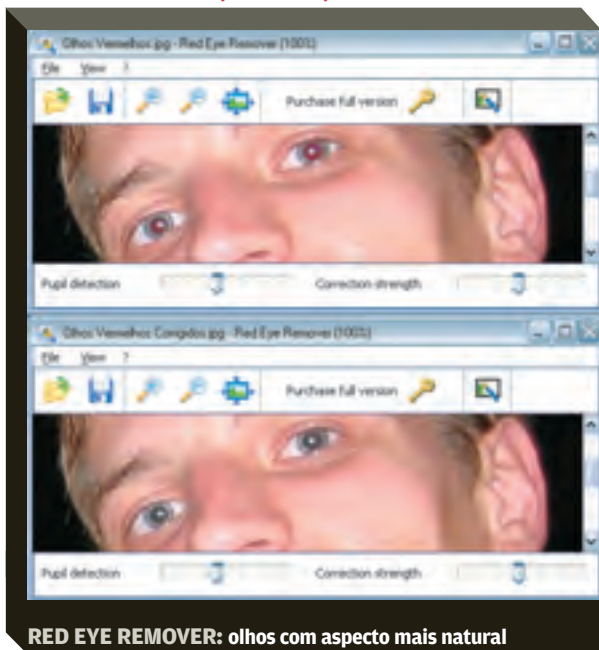 Olhos Vermelhos.jpg - Red Eye Remover (100%)
File View ?
Purchase full version
Pupil detection Correction strength
Olhos Vermelhos Corrigidos.jpg - Red Eye Remover (100%)
File View ?
Purchase full version
Pupil detection Correction strength
RED EYE REMOVER: olhos com aspecto mais natural